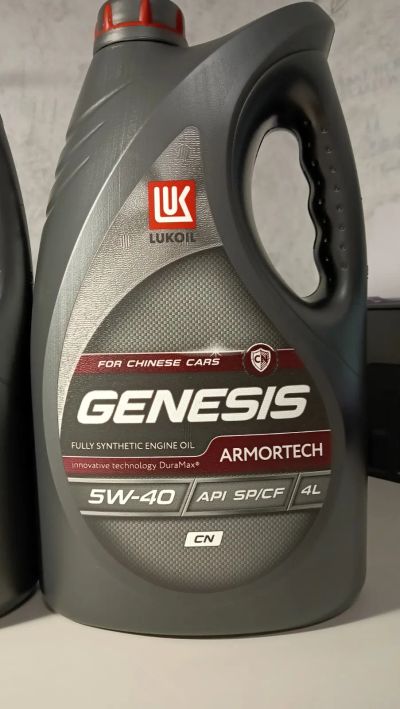 LUK
LUKOIL
FOR CHINESE CARS
CN
GENESIS
FULLY SYNTHETIC ENGINE OIL
ARMORTECH
innovative technology DuraMax®
5W-40
API SP/CF
4L
CN